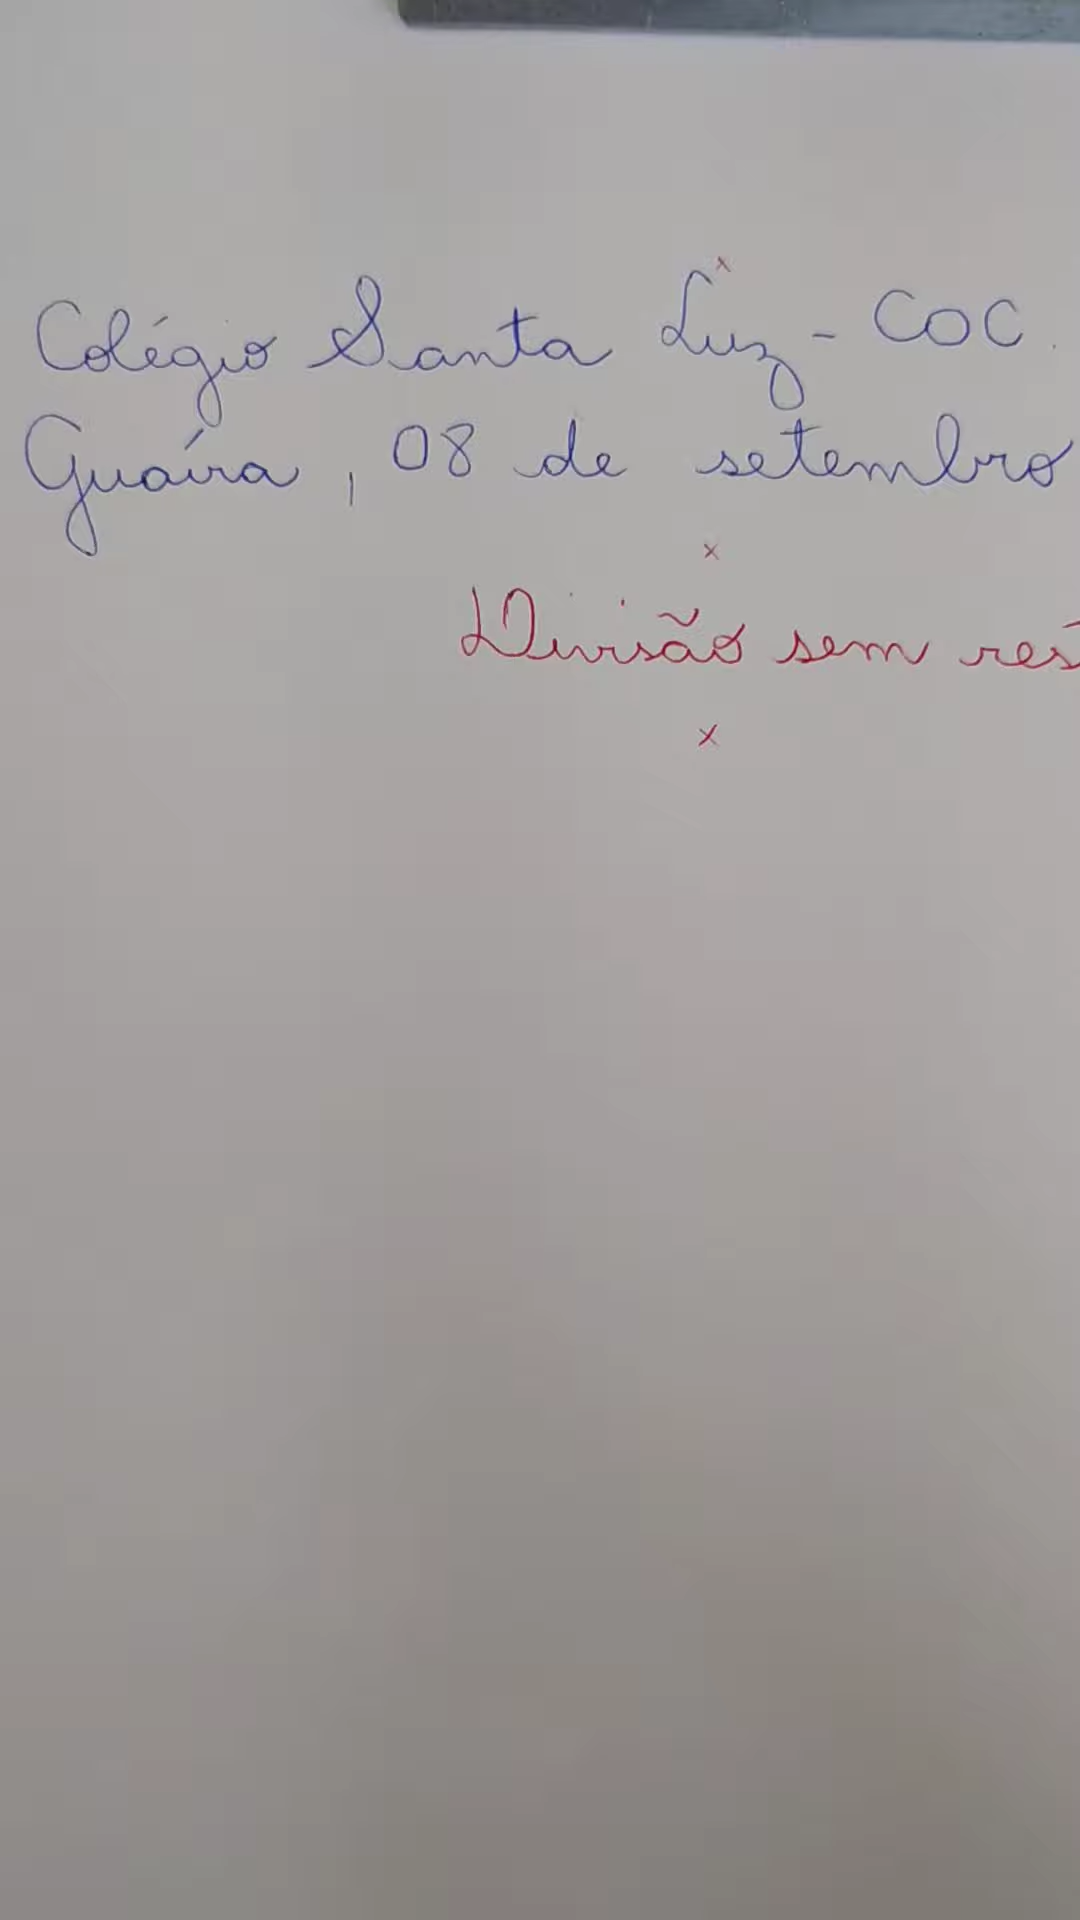 Colégio Santa Luz - COC.
Guaíra, 08 de setembro
x
Divisão sem
x